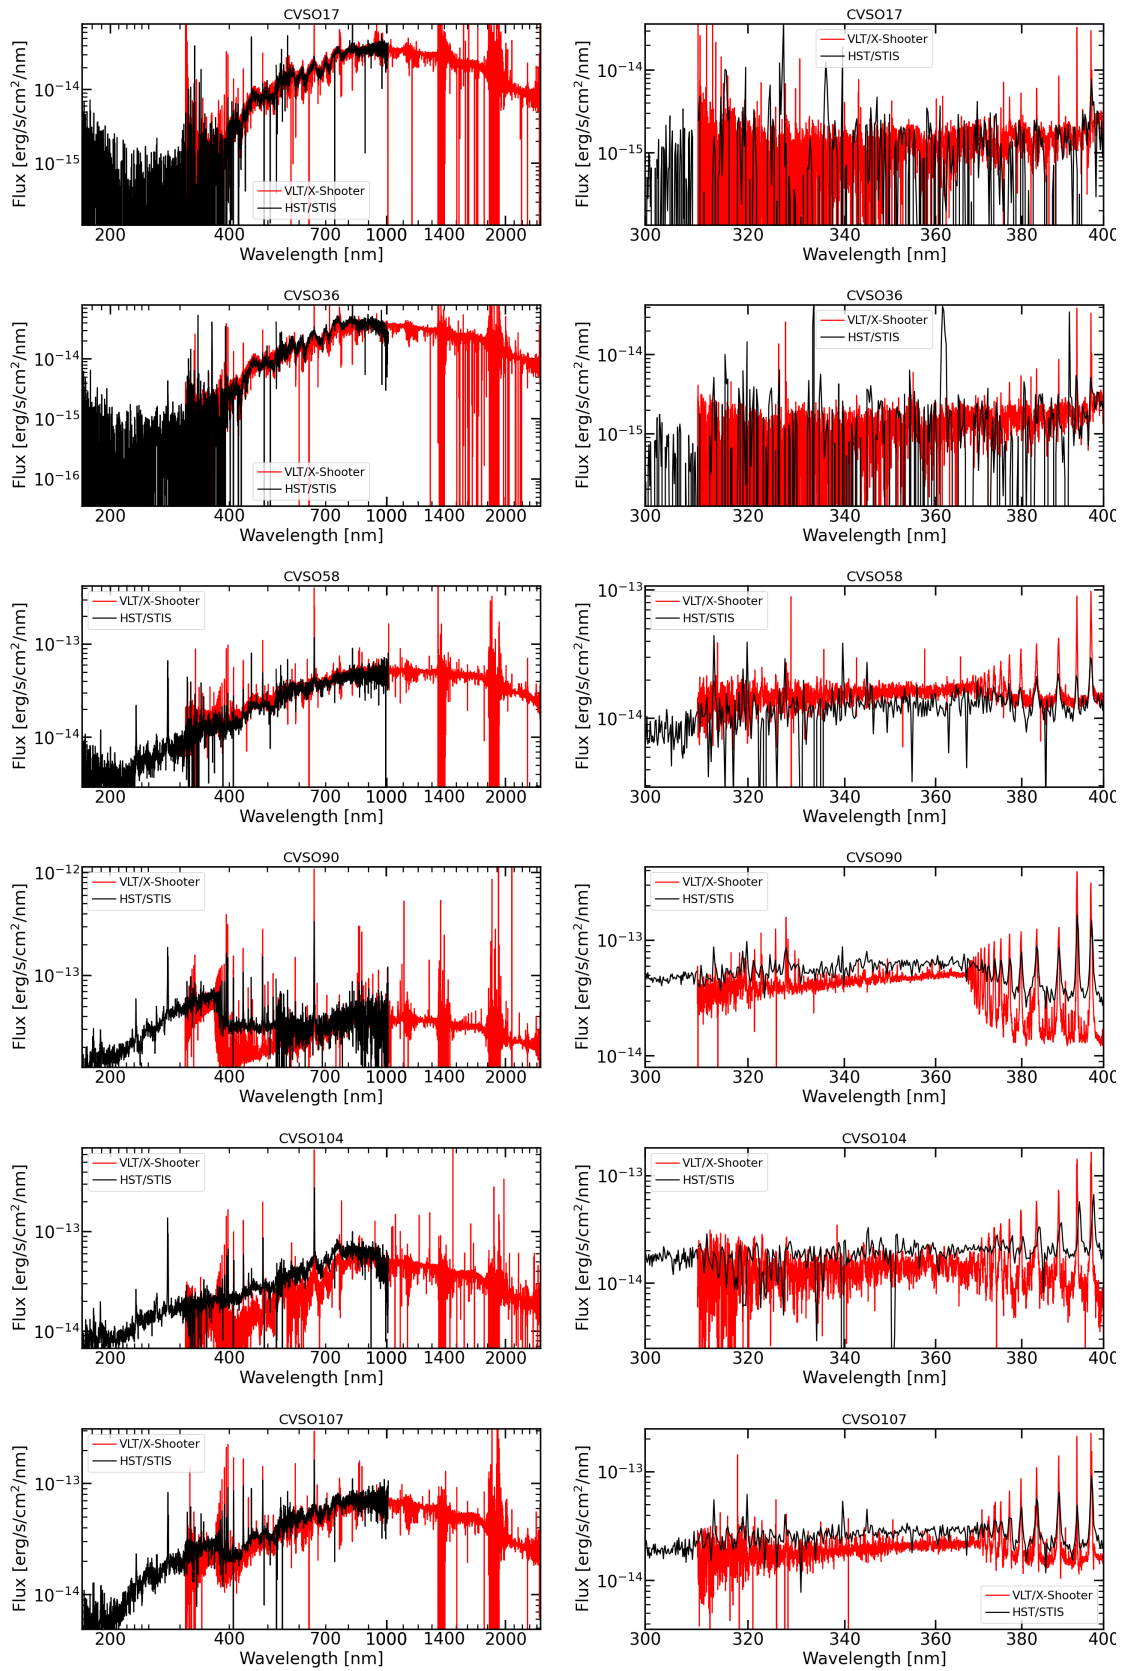 CVSO17
CVSO17
Flux [erg/s/cm²/nm]
10⁻¹⁴
10⁻¹⁵
VLT/X-Shooter
HST/STIS
200 400 700 1000 1400 2000
Wavelength [nm]
Flux [erg/s/cm²/nm]
10⁻¹⁴
10⁻¹⁵
VLT/X-Shooter
HST/STIS
300 320 340 360 380 400
Wavelength [nm]
CVSO36
CVSO36
Flux [erg/s/cm²/nm]
10⁻¹⁴
10⁻¹⁵
10⁻¹⁶
VLT/X-Shooter
HST/STIS
200 400 700 1000 1400 2000
Wavelength [nm]
Flux [erg/s/cm²/nm]
10⁻¹⁴
10⁻¹⁵
VLT/X-Shooter
HST/STIS
300 320 340 360 380 400
Wavelength [nm]
CVSO58
CVSO58
Flux [erg/s/cm²/nm]
10⁻¹³
10⁻¹⁴
VLT/X-Shooter
HST/STIS
200 400 700 1000 1400 2000
Wavelength [nm]
Flux [erg/s/cm²/nm]
10⁻¹³
10⁻¹⁴
VLT/X-Shooter
HST/STIS
300 320 340 360 380 400
Wavelength [nm]
CVSO90
CVSO90
Flux [erg/s/cm²/nm]
10⁻¹²
10⁻¹³
VLT/X-Shooter
HST/STIS
200 400 700 1000 1400 2000
Wavelength [nm]
Flux [erg/s/cm²/nm]
10⁻¹³
10⁻¹⁴
VLT/X-Shooter
HST/STIS
300 320 340 360 380 400
Wavelength [nm]
CVSO104
CVSO104
Flux [erg/s/cm²/nm]
10⁻¹³
10⁻¹⁴
VLT/X-Shooter
HST/STIS
200 400 700 1000 1400 2000
Wavelength [nm]
Flux [erg/s/cm²/nm]
10⁻¹³
10⁻¹⁴
VLT/X-Shooter
HST/STIS
300 320 340 360 380 400
Wavelength [nm]
CVSO107
CVSO107
Flux [erg/s/cm²/nm]
10⁻¹³
10⁻¹⁴
VLT/X-Shooter
HST/STIS
200 400 700 1000 1400 2000
Wavelength [nm]
Flux [erg/s/cm²/nm]
10⁻¹³
10⁻¹⁴
VLT/X-Shooter
HST/STIS
300 320 340 360 380 400
Wavelength [nm]